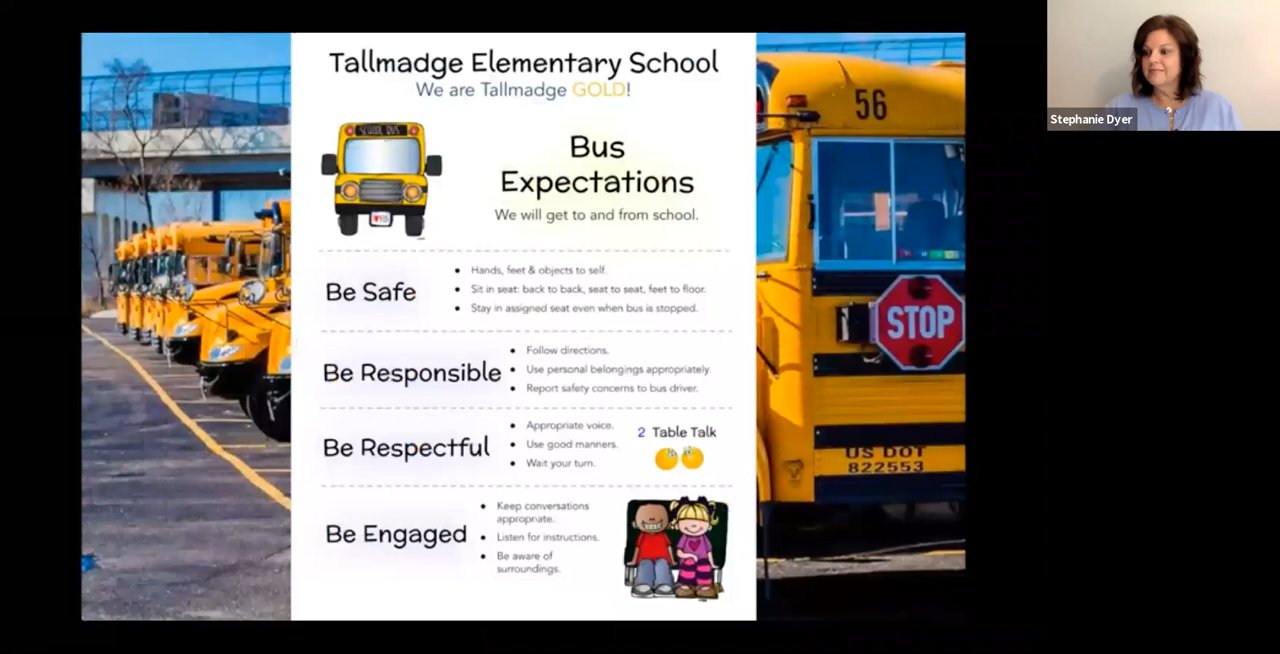 Tallmadge Elementary School
We are Tallmadge GOLD!
SCHOOL BUS
Bus
Expectations
We will get to and from school.
Be Safe
Hands, feet & objects to self.
Sit in seat: back to back, seat to seat, feet to floor.
Stay in assigned seat even when bus is stopped.
Be Responsible
Follow directions.
Use personal belongings appropriately.
Report safety concerns to bus driver.
Be Respectful
Appropriate voice.
Use good manners.
Wait your turn.
2 Table Talk
Be Engaged
Keep conversations
appropriate.
Listen for instructions.
Be aware of
surroundings.
56
STOP
US DOT
822553
Stephanie Dyer